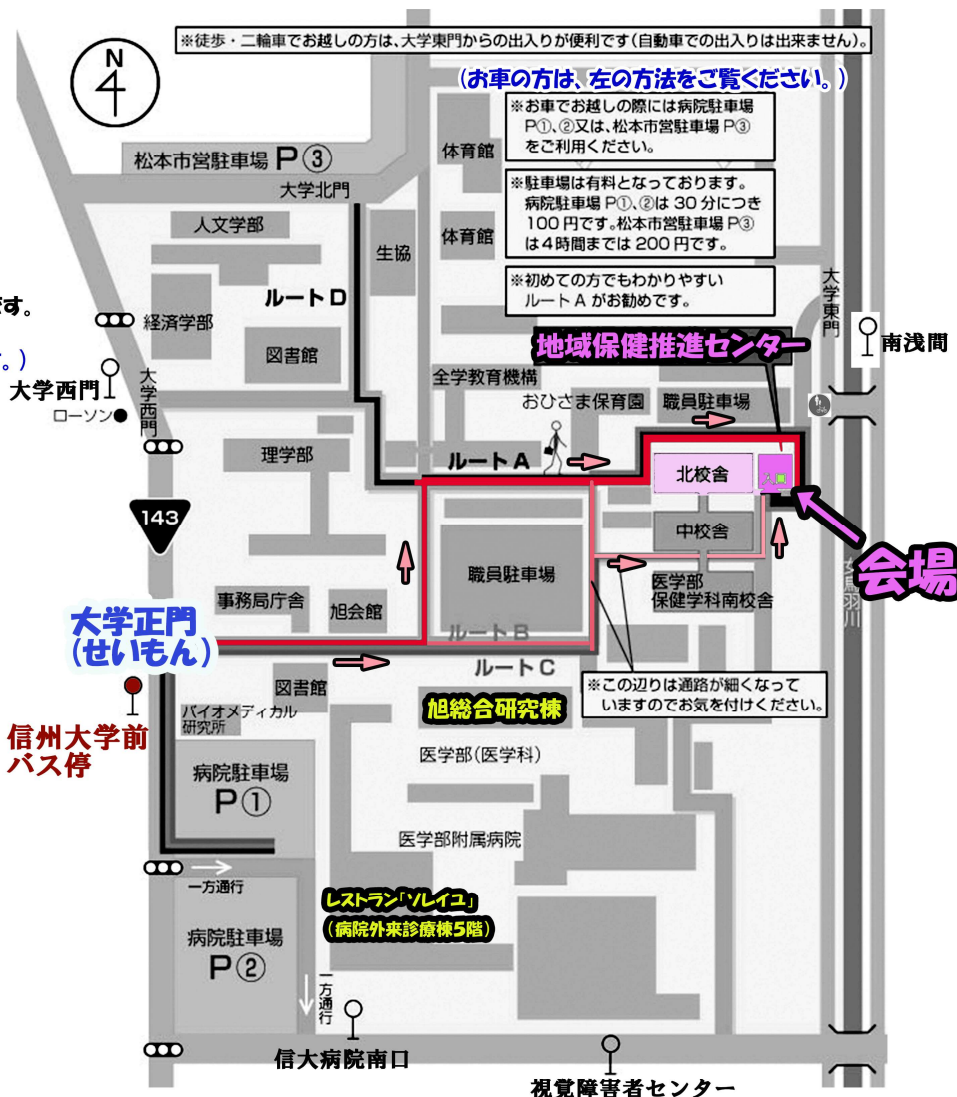 N
※徒歩・二輪車でお越しの方は、大学東門からの出入りが便利です(自動車での出入りは出来ません)。
(お車の方は、左の方法をご覧ください。)
※お車でお越しの際には病院駐車場
P①、②又は、松本市営駐車場 P③
をご利用ください。
松本市営駐車場 P③
体育館
大学北門
※駐車場は有料となっております。
病院駐車場 P①、②は 30 分につき
100 円です。松本市営駐車場 P③
は4時間までは 200 円です。
人文学部
生協
体育館
※初めての方でもわかりやすい
ルート A がお勧めです。
ルート D
大学東門
す。
経済学部
地域保健推進センター
南浅間
図書館
。)
大学西門
大学西門
全学教育機構
おひさま保育園
職員駐車場
ローソン
理学部
ルート A
北校舎
143
中校舎
職員駐車場
会場
医学部
保健学科南校舎
女鳥羽川
事務局庁舎
旭会館
大学正門
(せいもん)
ルート B
ルート C
図書館
※この辺りは通路が細くなって
いますのでお気を付けください。
旭総合研究棟
バイオメディカル
研究所
信州大学前
バス停
医学部(医学科)
病院駐車場
P①
医学部附属病院
一方通行
レストラン「ソレイユ」
(病院外来診療棟5階)
病院駐車場
P②
一方通行
信大病院南口
視覚障害者センター